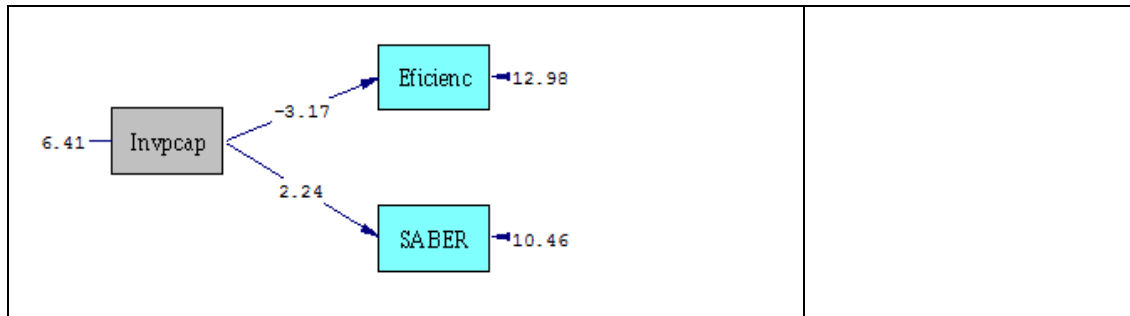 Eficienc
12.98
-3.17
6.41
Invpcap
2.24
SABER
10.46